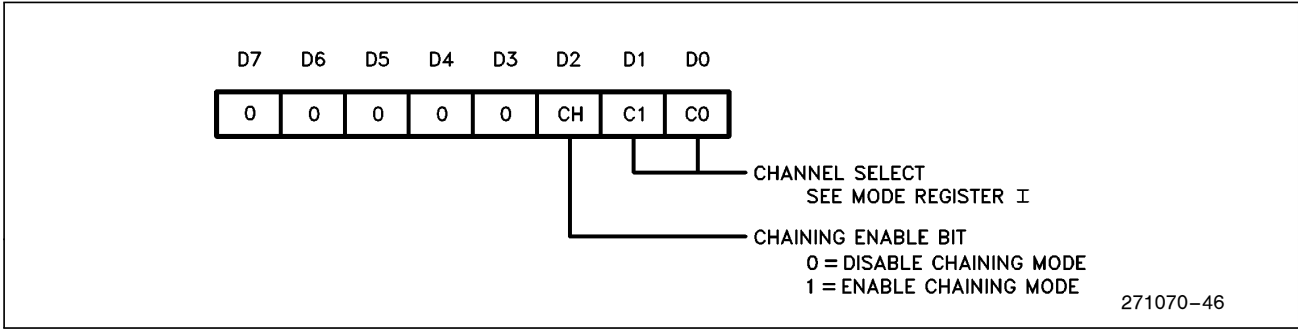 D7 D6 D5 D4 D3 D2 D1 D0
0 0 0 0 0 CH C1 C0
CHANNEL SELECT
SEE MODE REGISTER I
CHAINING ENABLE BIT
0 = DISABLE CHAINING MODE
1 = ENABLE CHAINING MODE
271070–46